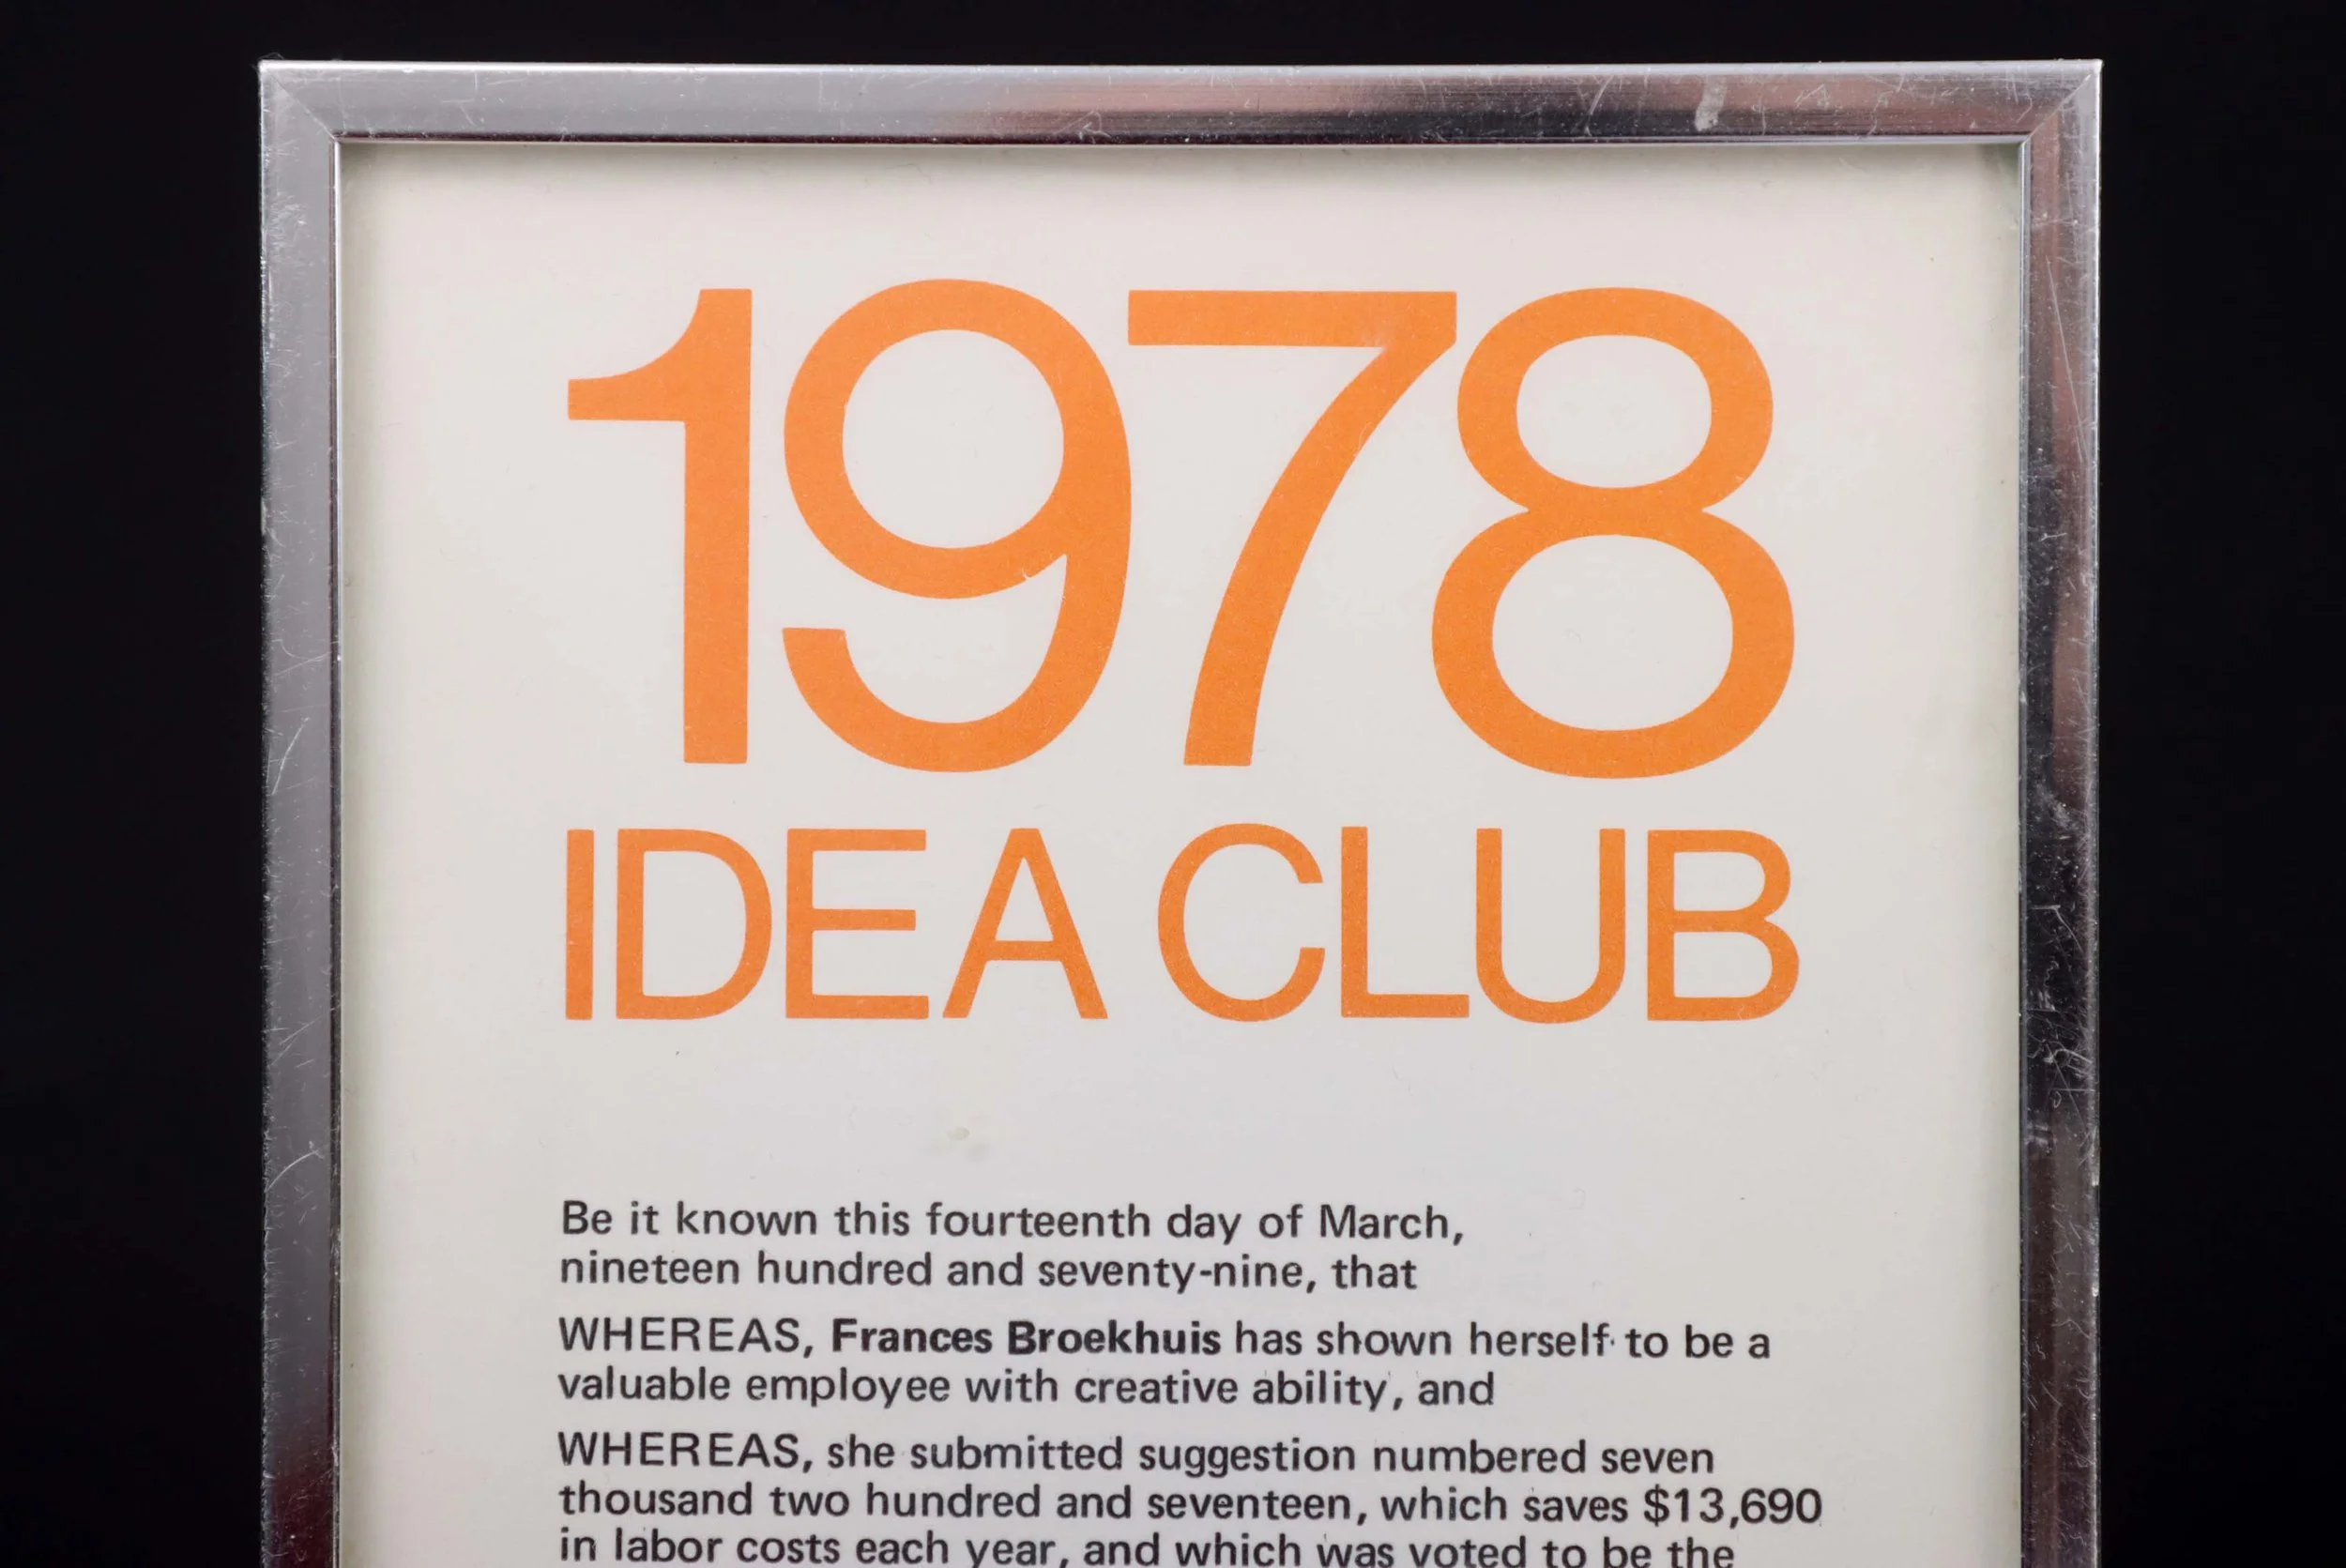 1978
IDEA CLUB
Be it known this fourteenth day of March,
nineteen hundred and seventy-nine, that
WHEREAS, Frances Broekhuis has shown herself to be a
valuable employee with creative ability, and
WHEREAS, she submitted suggestion numbered seven
thousand two hundred and seventeen, which saves $13,690
in labor costs each year, and which was voted to be the